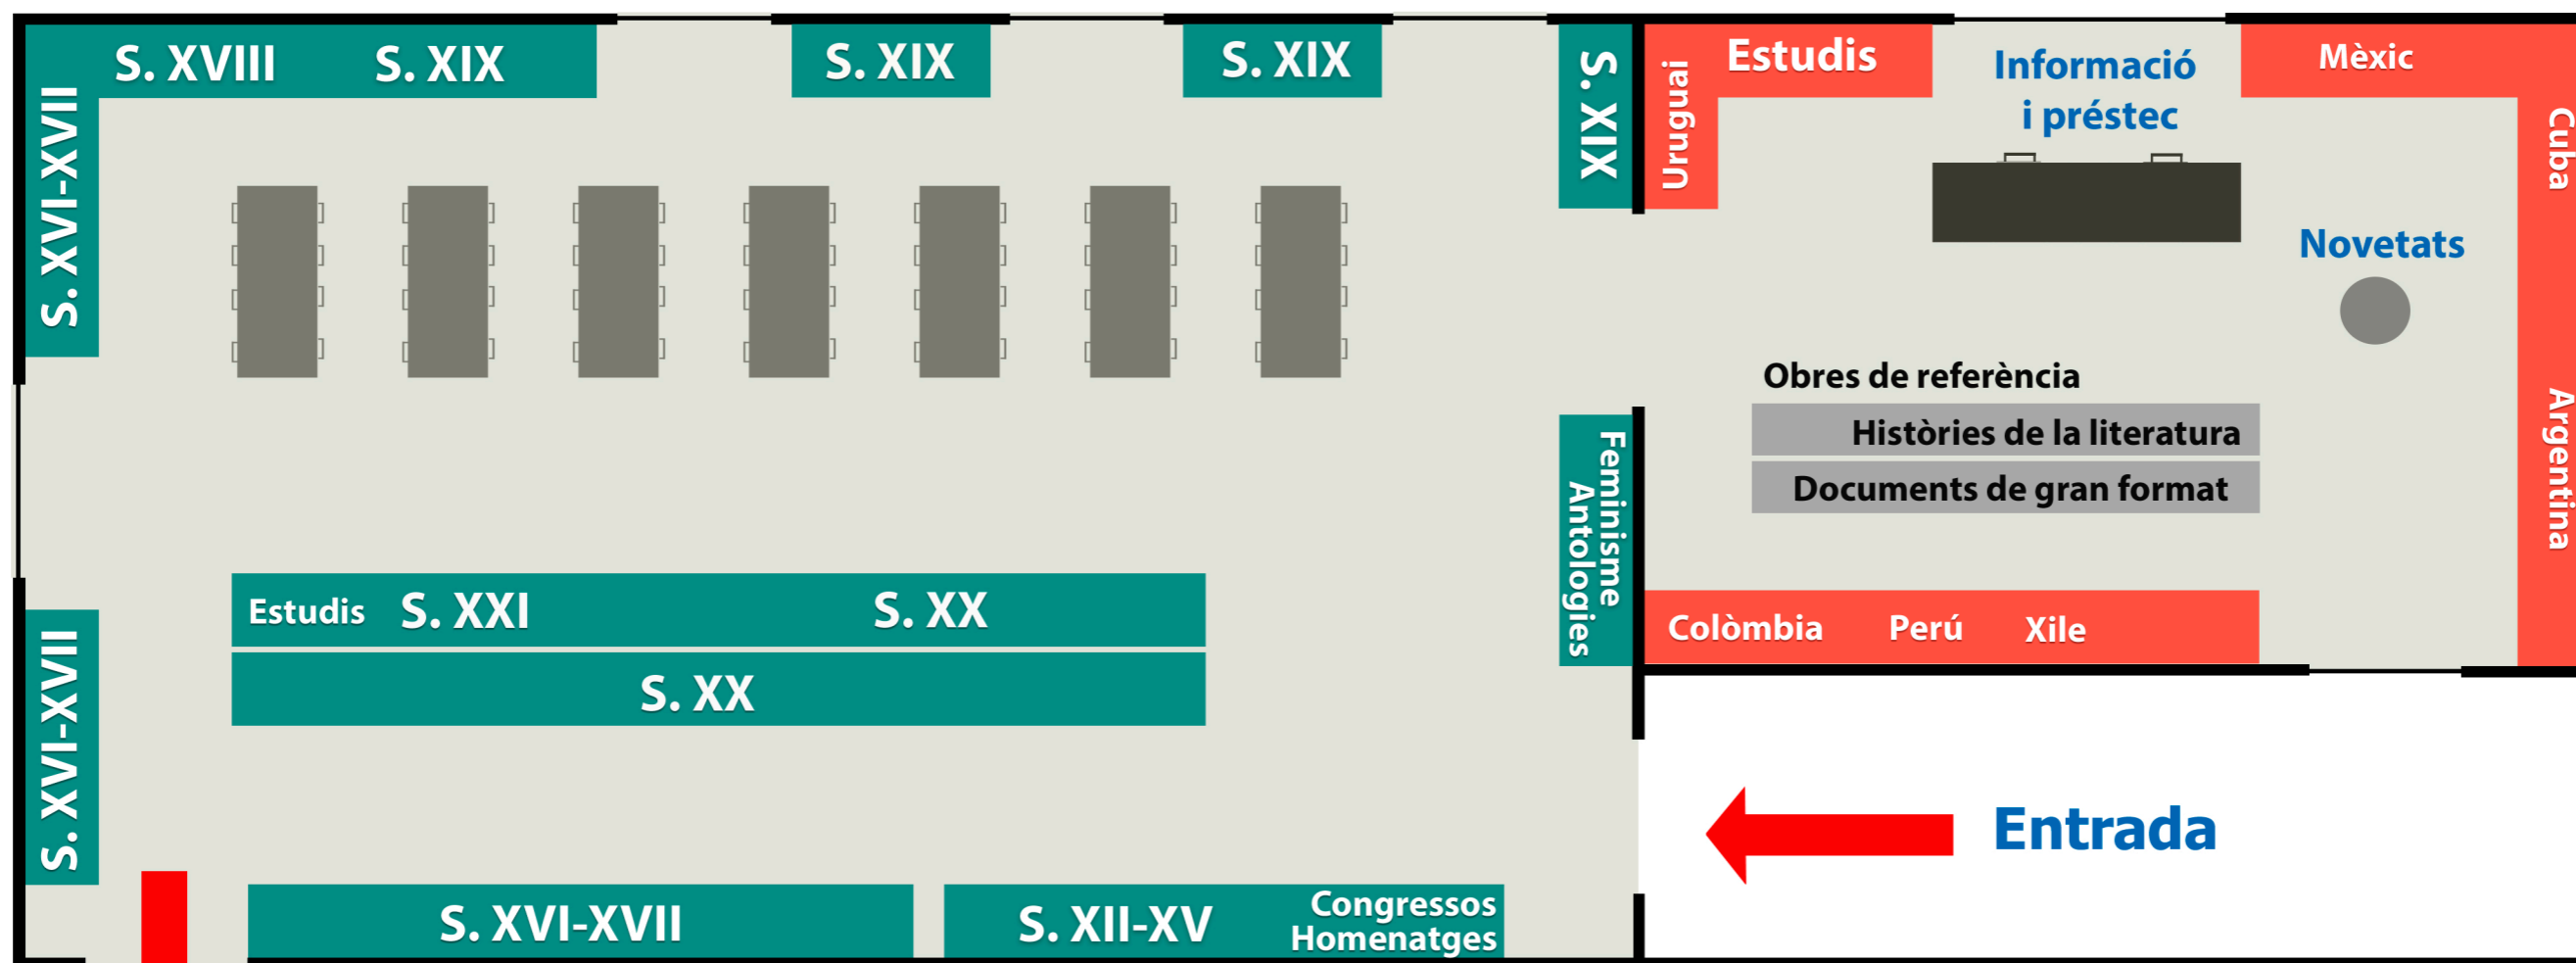 S. XVIII
S. XIX
S. XIX
S. XIX
S. XIX
S. XVI-XVII
Uruguai
Estudis
Informació
i préstec
Mèxic
Cuba
Novetats
Argentina
Obres de referència
Històries de la literatura
Documents de gran format
Feminisme
Antologies
Estudis
S. XXI
S. XX
S. XX
Colòmbia
Perú
Xile
S. XVI-XVII
Entrada
S. XVI-XVII
S. XII-XV
Congressos
Homenatges